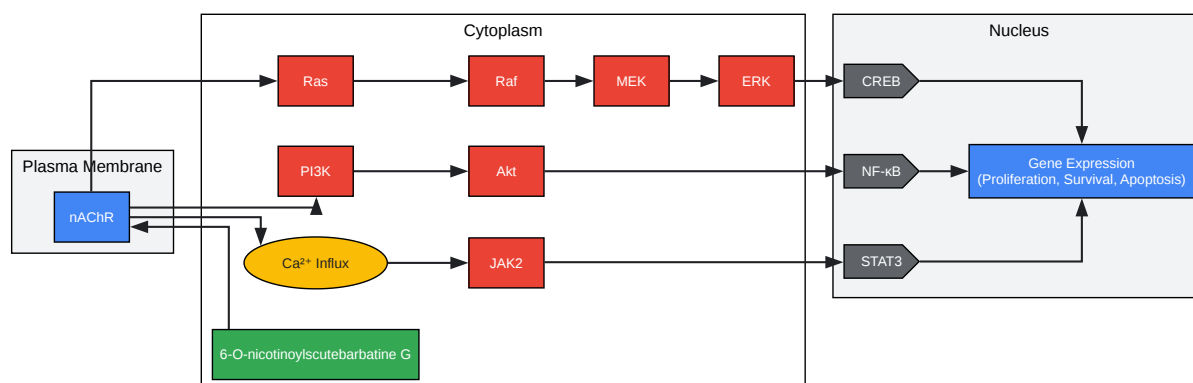 Cytoplasm
Nucleus
Ras
Raf
MEK
ERK
CREB
Plasma Membrane
PI3K
Akt
NF-κB
Gene Expression
(Proliferation, Survival, Apoptosis)
nAChR
Ca²⁺ Influx
JAK2
STAT3
6-O-nicotinoylscutebarbatine G